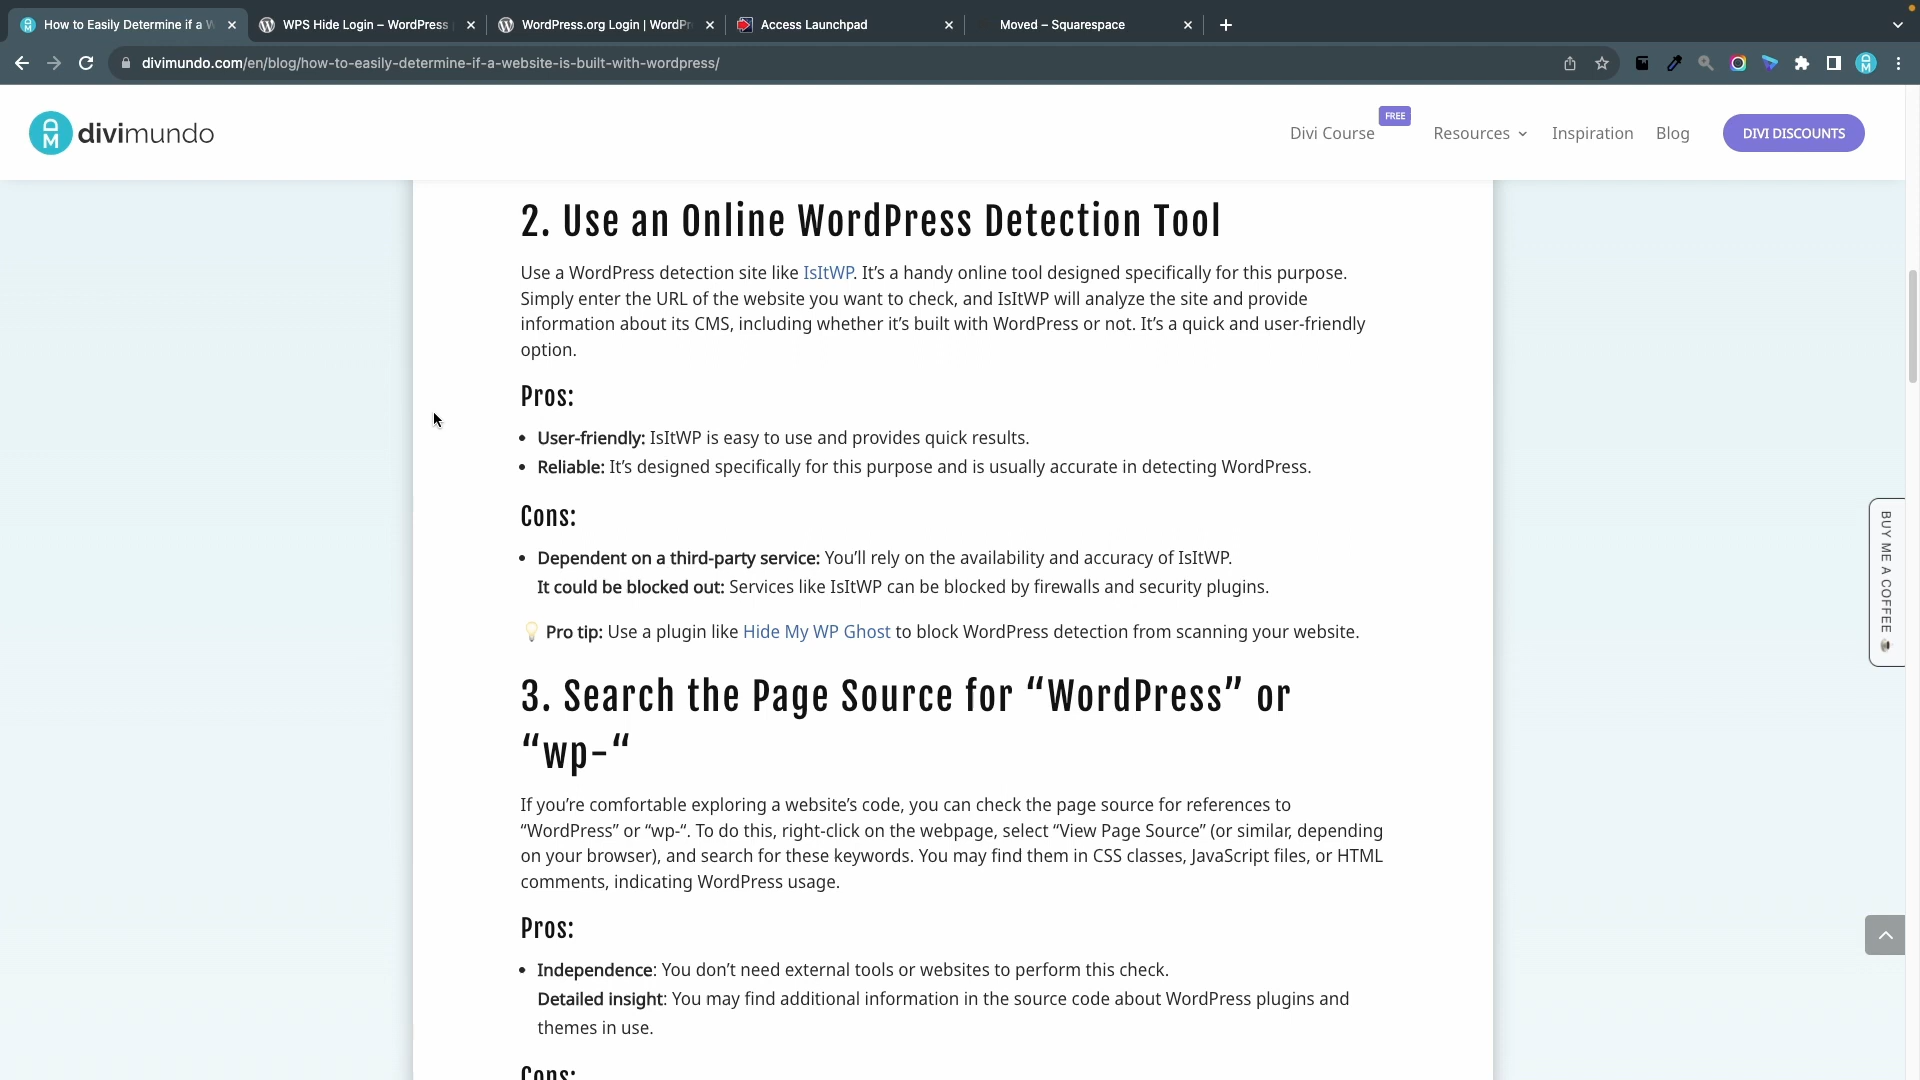 How to Easily Determine if a W
WPS Hide Login – WordPress
WordPress.org Login | WordPr
Access Launchpad
Moved – Squarespace
divimundo.com/en/blog/how-to-easily-determine-if-a-website-is-built-with-wordpress/
DM
divimundo
Divi Course
FREE
Resources
Inspiration
Blog
DIVI DISCOUNTS
2. Use an Online WordPress Detection Tool
Use a WordPress detection site like IsItWP. It’s a handy online tool designed specifically for this purpose.
Simply enter the URL of the website you want to check, and IsItWP will analyze the site and provide
information about its CMS, including whether it’s built with WordPress or not. It’s a quick and user-friendly
option.
Pros:
• User-friendly: IsItWP is easy to use and provides quick results.
• Reliable: It’s designed specifically for this purpose and is usually accurate in detecting WordPress.
Cons:
• Dependent on a third-party service: You’ll rely on the availability and accuracy of IsItWP.
It could be blocked out: Services like IsItWP can be blocked by firewalls and security plugins.
💡 Pro tip: Use a plugin like Hide My WP Ghost to block WordPress detection from scanning your website.
3. Search the Page Source for “WordPress” or
“wp-“
If you’re comfortable exploring a website’s code, you can check the page source for references to
“WordPress” or “wp-“. To do this, right-click on the webpage, select “View Page Source” (or similar, depending
on your browser), and search for these keywords. You may find them in CSS classes, JavaScript files, or HTML
comments, indicating WordPress usage.
Pros:
• Independence: You don’t need external tools or websites to perform this check.
Detailed insight: You may find additional information in the source code about WordPress plugins and
themes in use.
Cons:
BUY ME A COFFEE